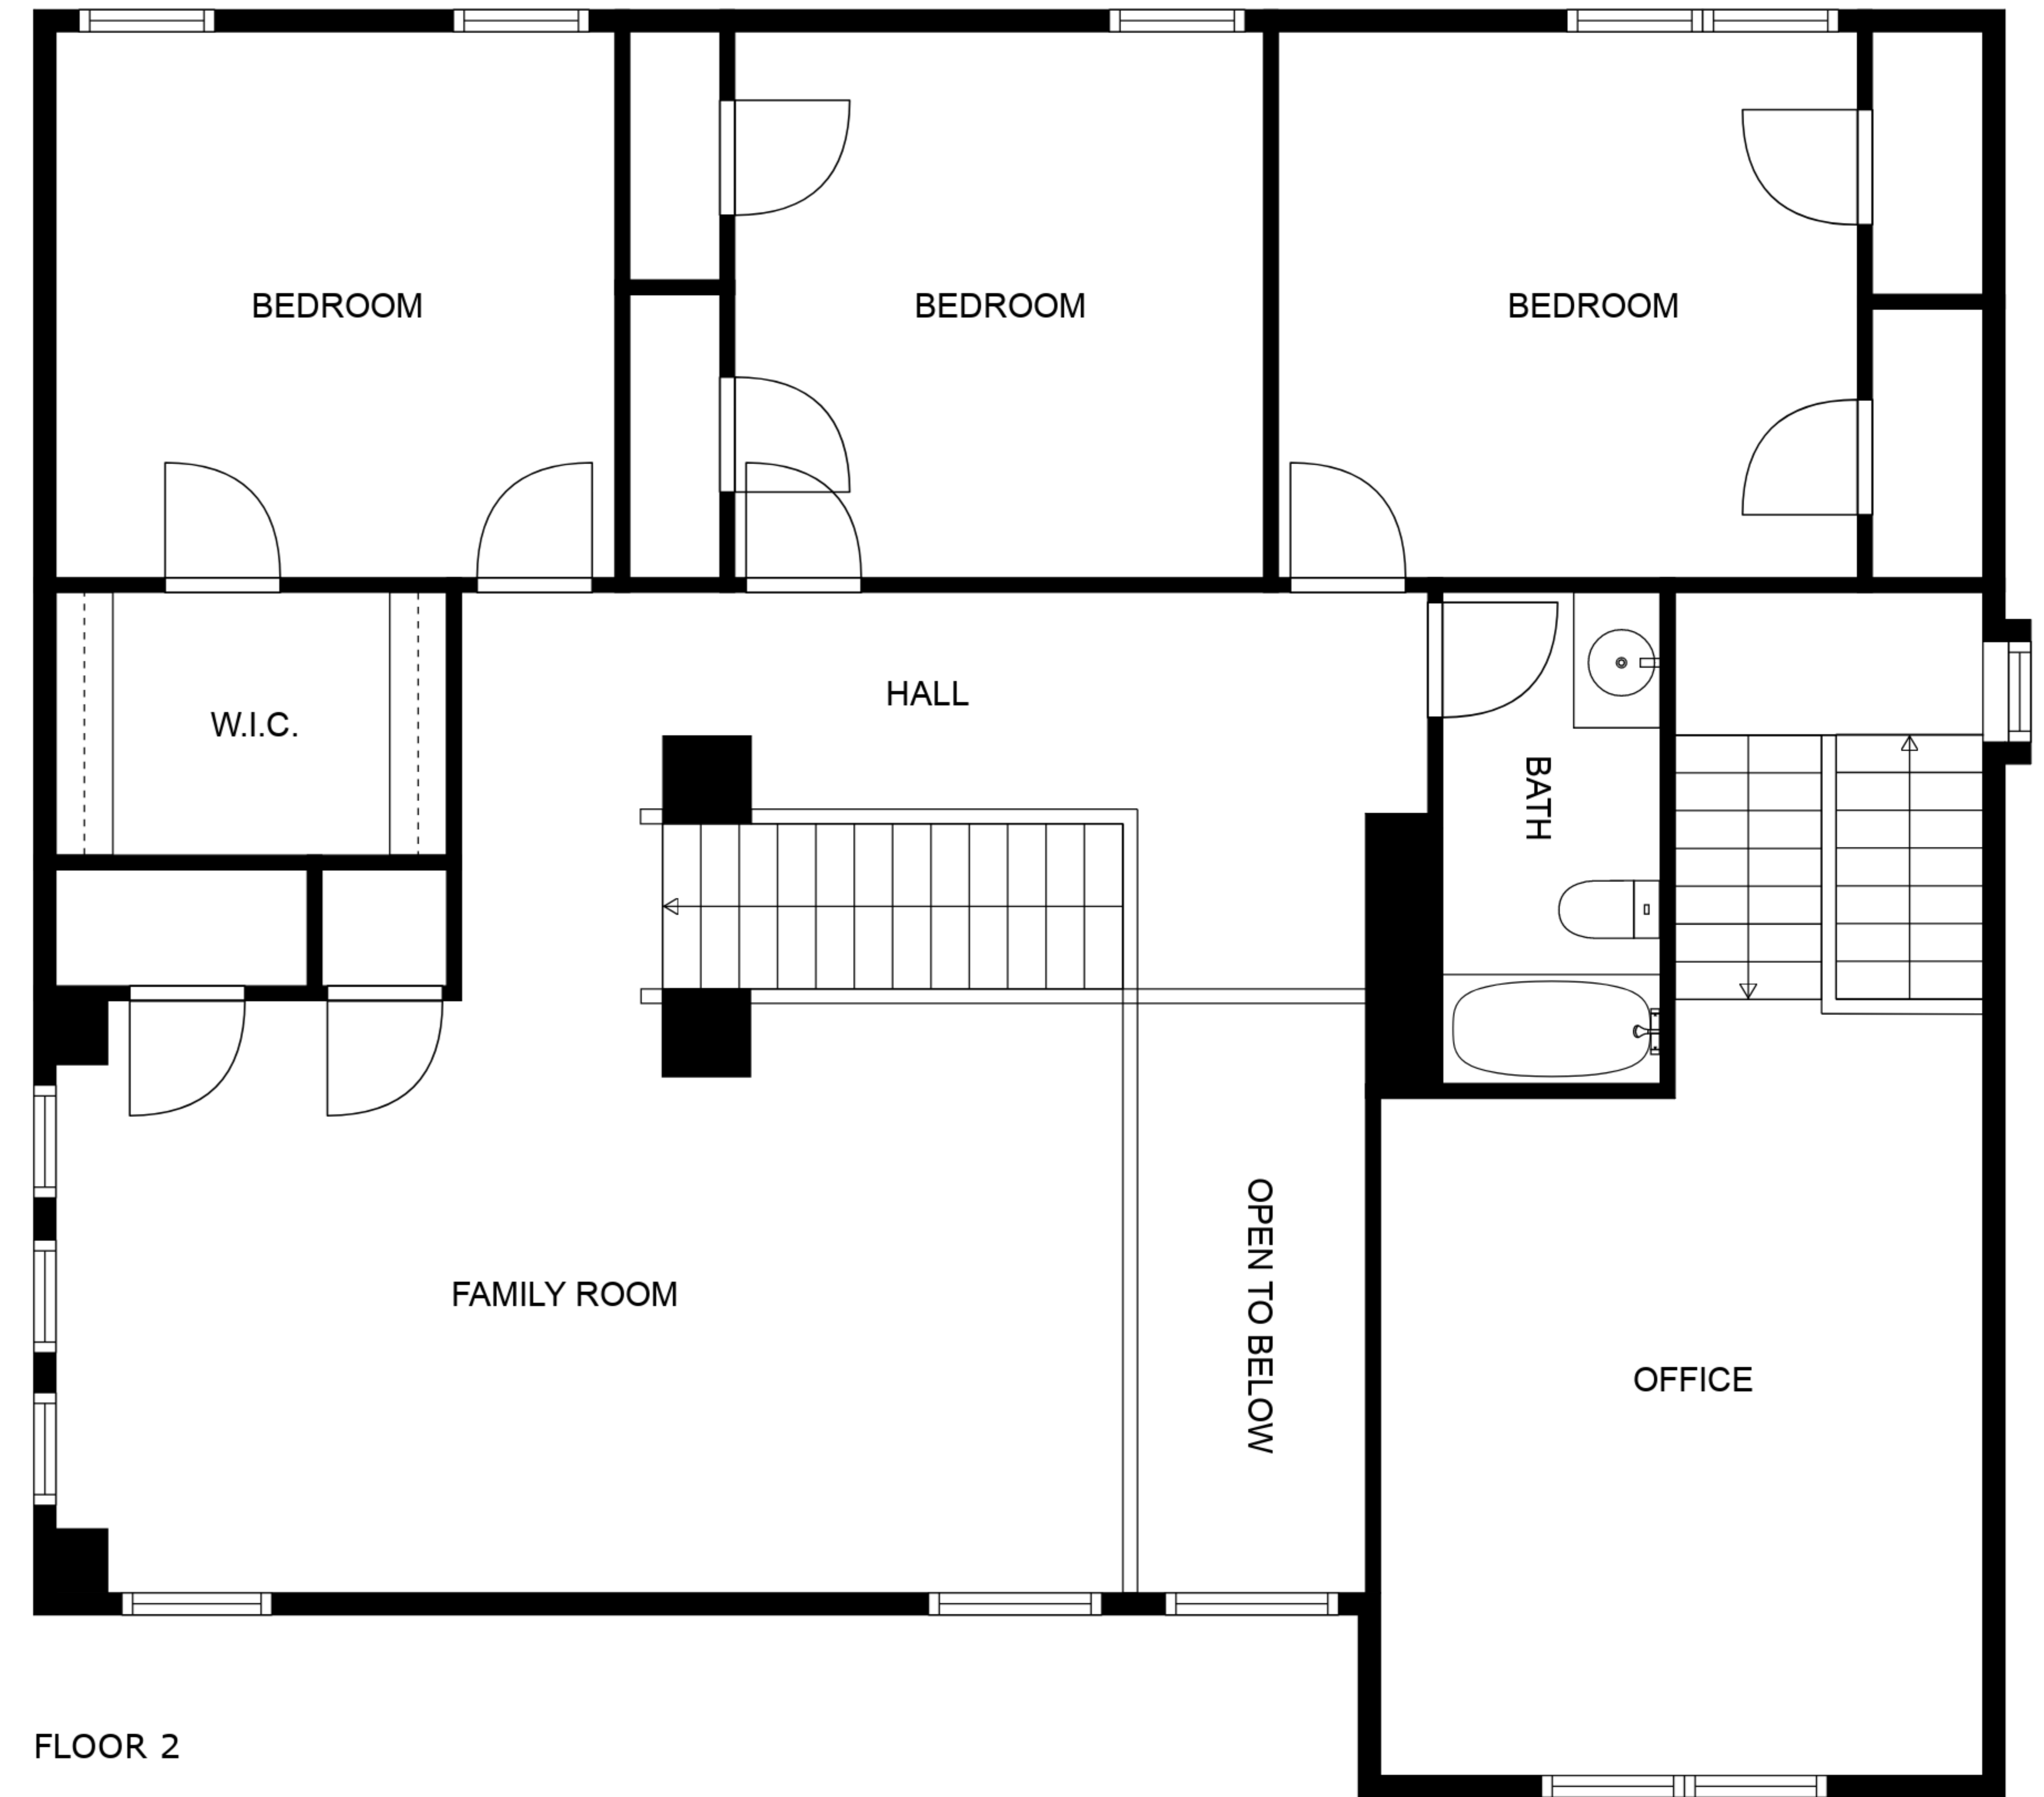 BEDROOM
BEDROOM
BEDROOM
HALL
W.I.C.
BATH
OPEN TO BELOW
FAMILY ROOM
OFFICE
FLOOR 2